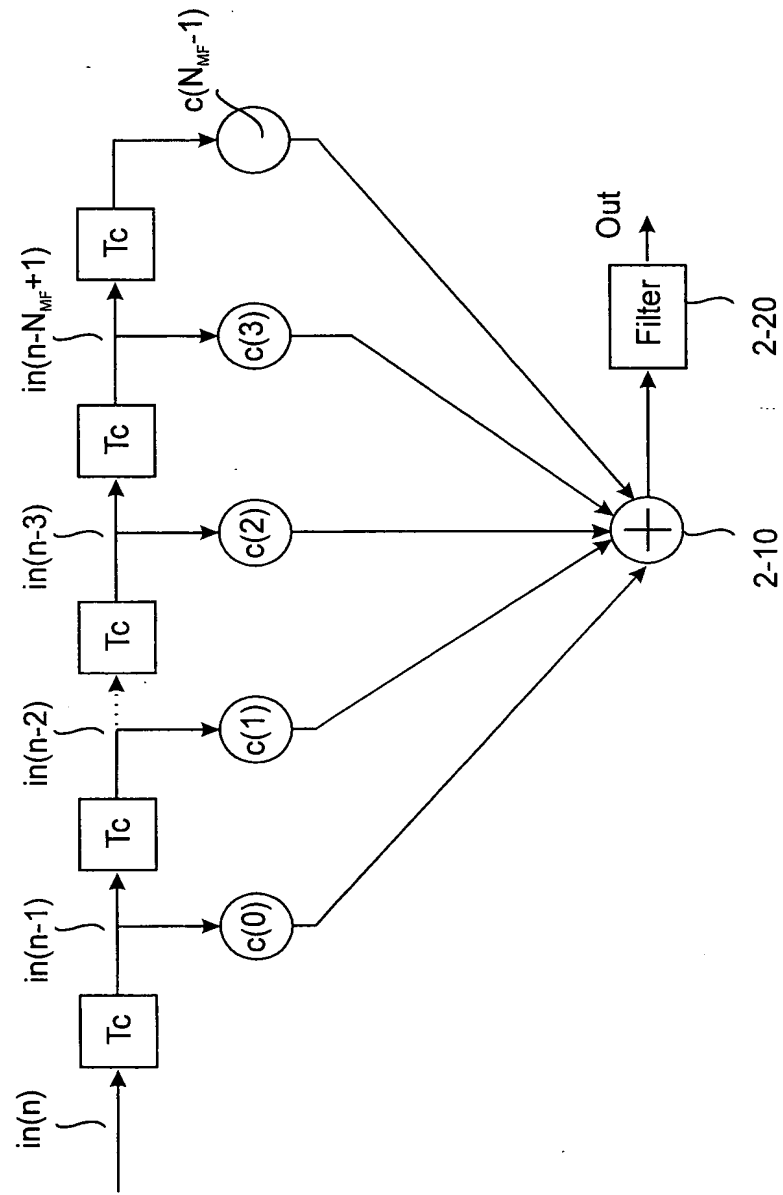 in(n)
in(n-1)
in(n-2)
in(n-3)
in(n-N_MF+1)
Tc
Tc
Tc
Tc
Tc
c(0)
c(1)
c(2)
c(3)
c(N_MF-1)
+
2-10
Filter
Out
2-20